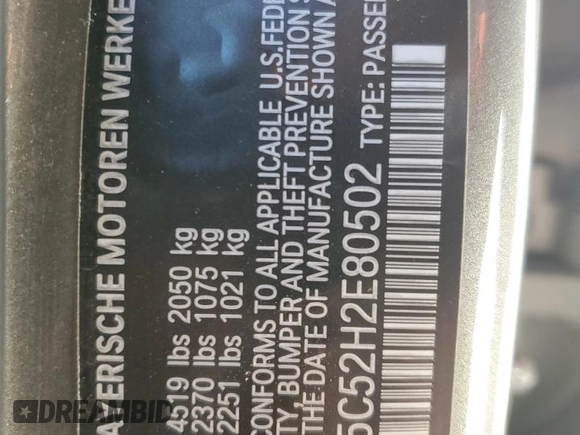 BAYERISCHE MOTOREN WERKE
4519 lbs 2050 kg
2370 lbs 1075 kg
2251 lbs 1021 kg
CONFORMS TO ALL APPLICABLE U.S.FEDE
TY, BUMPER AND THEFT PREVENTION S
THE DATE OF MANUFACTURE SHOWN A
5C52H2E80502 TYPE: PASSE
DREAMBID